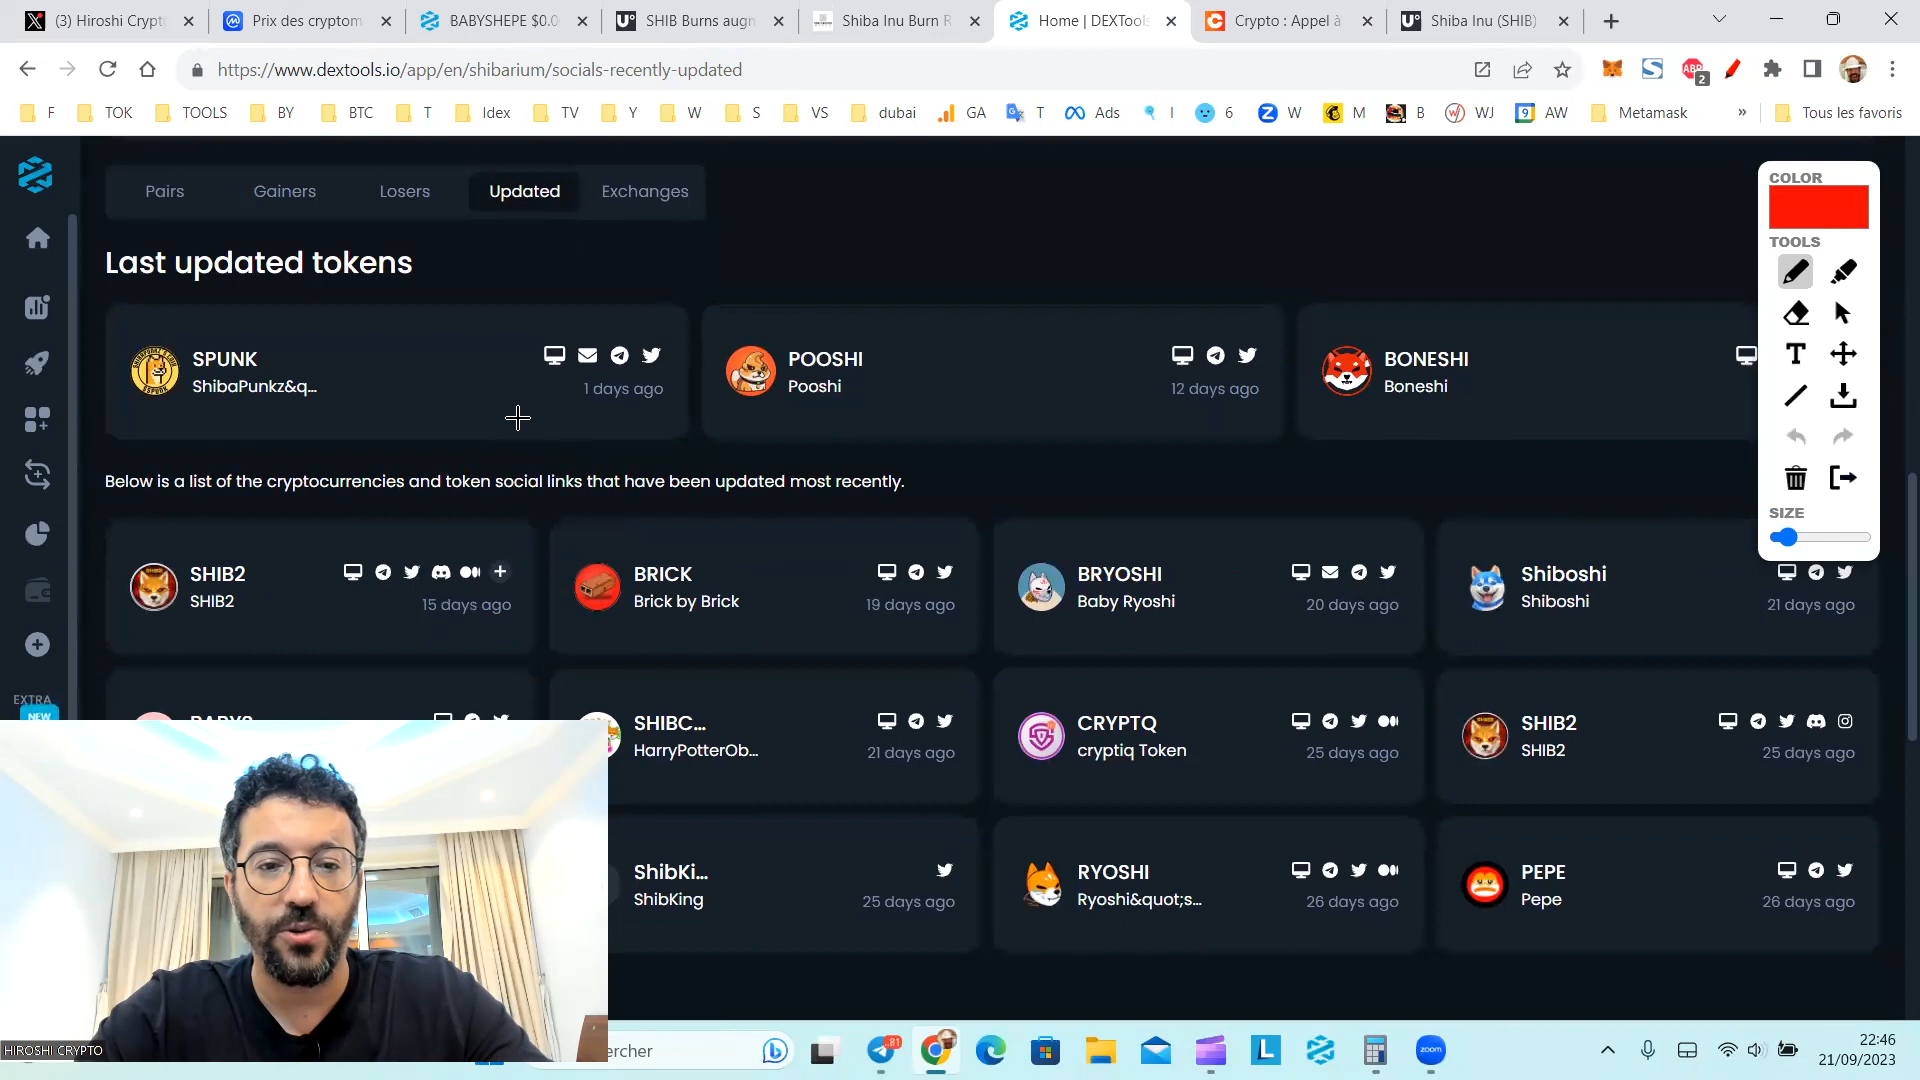 (3) Hiroshi Crypt
Prix des cryptom
BABYSHEPE $0.0
SHIB Burns augm
Shiba Inu Burn R
Home | DEXTools
Crypto : Appel à
Shiba Inu (SHIB)
https://www.dextools.io/app/en/shibarium/socials-recently-updated
ABP
2
F
TOK
TOOLS
BY
BTC
T
Idex
TV
Y
W
S
VS
dubai
GA
T
Ads
I
6
W
M
B
WJ
AW
Metamask
»
Tous les favoris
Pairs
Gainers
Losers
Updated
Exchanges
COLOR
TOOLS
SIZE
Last updated tokens
SPUNK
ShibaPunkz&q...
1 days ago
POOSHI
Pooshi
12 days ago
BONESHI
Boneshi
Below is a list of the cryptocurrencies and token social links that have been updated most recently.
SHIB2
SHIB2
15 days ago
BRICK
Brick by Brick
19 days ago
BRYOSHI
Baby Ryoshi
20 days ago
Shiboshi
Shiboshi
21 days ago
EXTRA
NEW
SHIBC...
HarryPotterOb...
21 days ago
CRYPTQ
cryptiq Token
25 days ago
SHIB2
SHIB2
25 days ago
ShibKi...
ShibKing
25 days ago
RYOSHI
Ryoshi&quot;s...
26 days ago
PEPE
Pepe
26 days ago
HIROSHI CRYPTO
ercher
81
zoom
22:46
21/09/2023